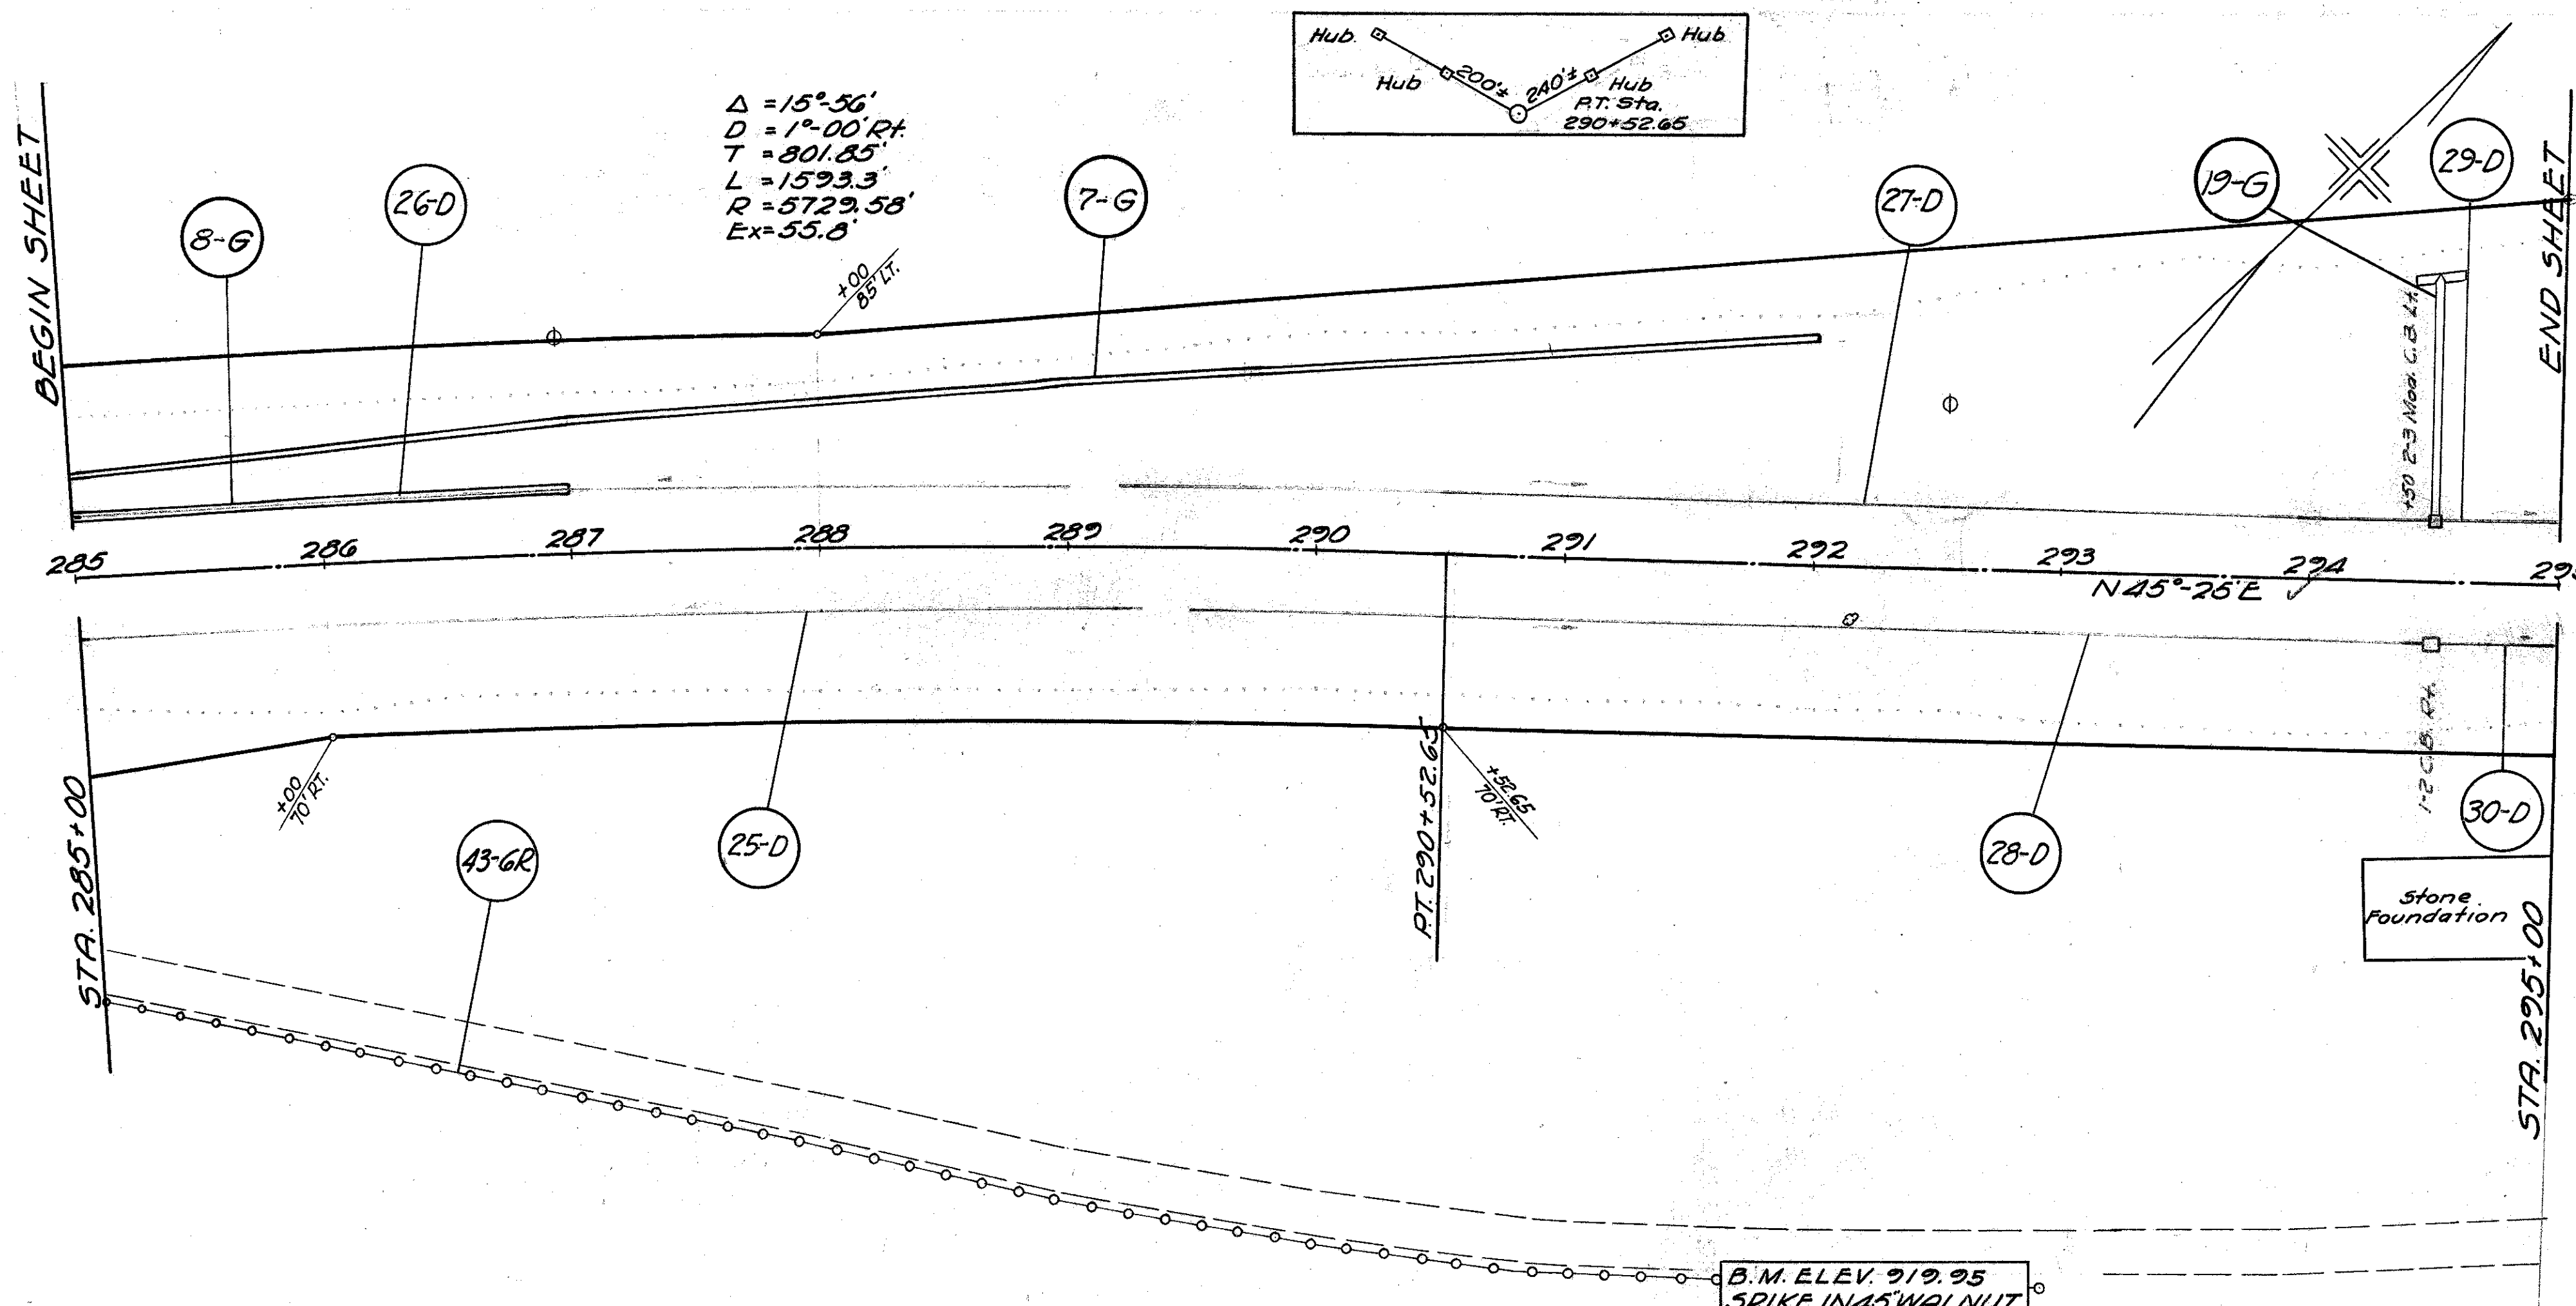 Hub.
Hub
Hub
Hub
200'±
240'±
P.T. Sta.
290+52.65
Δ = 15°-56'
D = 1°-00' Rt.
T = 801.85'
L = 1593.3'
R = 5729.58'
Ex = 55.8'
BEGIN SHEET
END SHEET
8-G
26-D
7-G
27-D
19-G
29-D
+00
85' LT.
+50 2-3 Mod. C.B. Lt.
285
286
287
288
289
290
291
292
293
294
N 45°-25' E
STA. 285+00
+00
70' RT.
43-6R
25-D
P.T. 290+52.65
+52.65
70' RT.
28-D
1-2 C.B. Rt.
30-D
Stone
Foundation
STA. 295+00
B.M. ELEV. 919.95
SPIKE IN 45" WALNUT